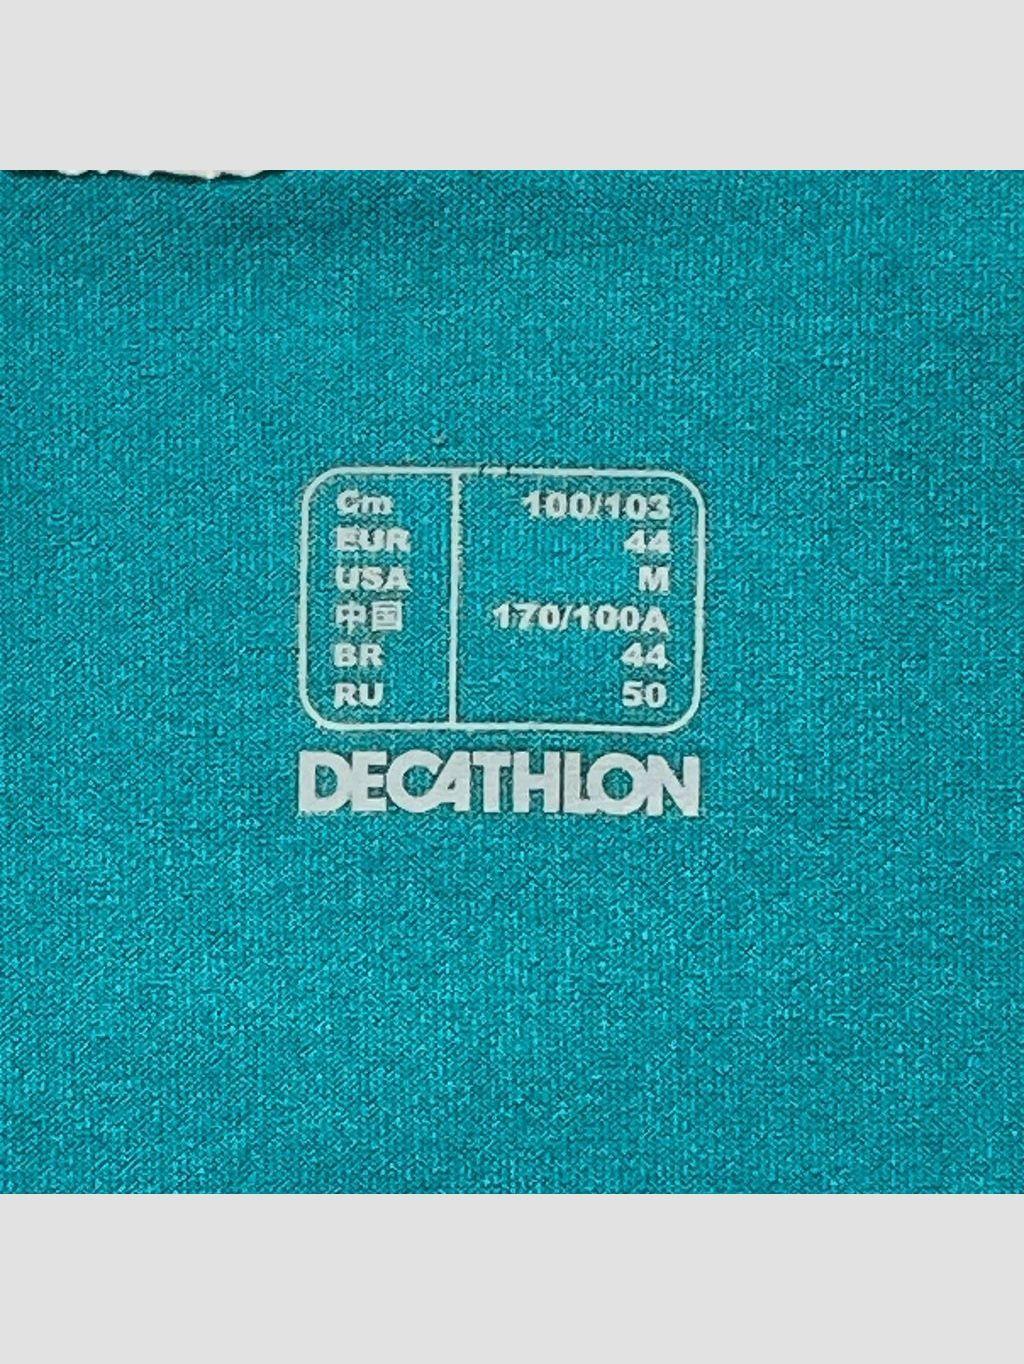 Cm 100/103
EUR 44
USA M
中国 170/100A
BR 44
RU 50
DECATHLON